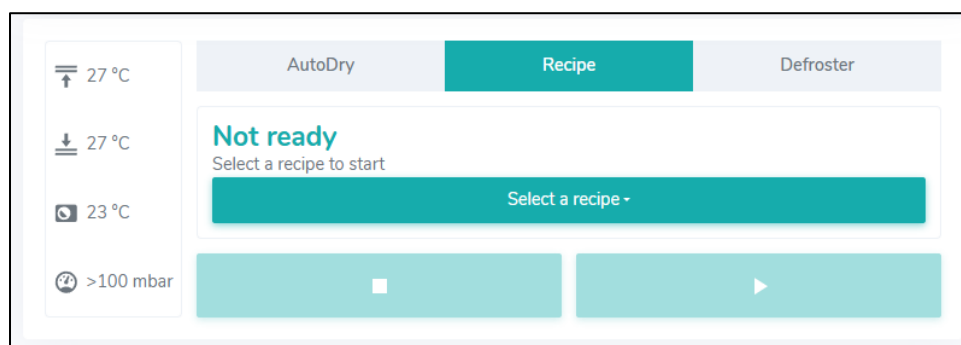 27 °C
27 °C
23 °C
>100 mbar
AutoDry
Recipe
Defroster
Not ready
Select a recipe to start
Select a recipe